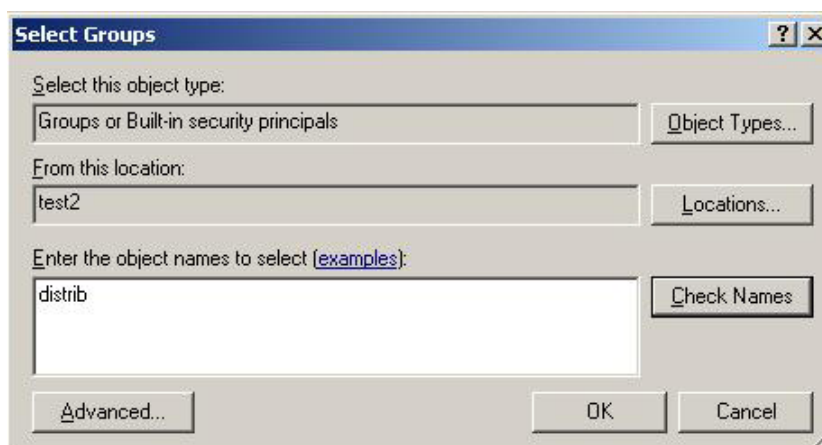 Select Groups
Select this object type:
Groups or Built-in security principals
Object Types...
From this location:
test2
Locations...
Enter the object names to select (examples):
distrib
Check Names
Advanced...
OK
Cancel